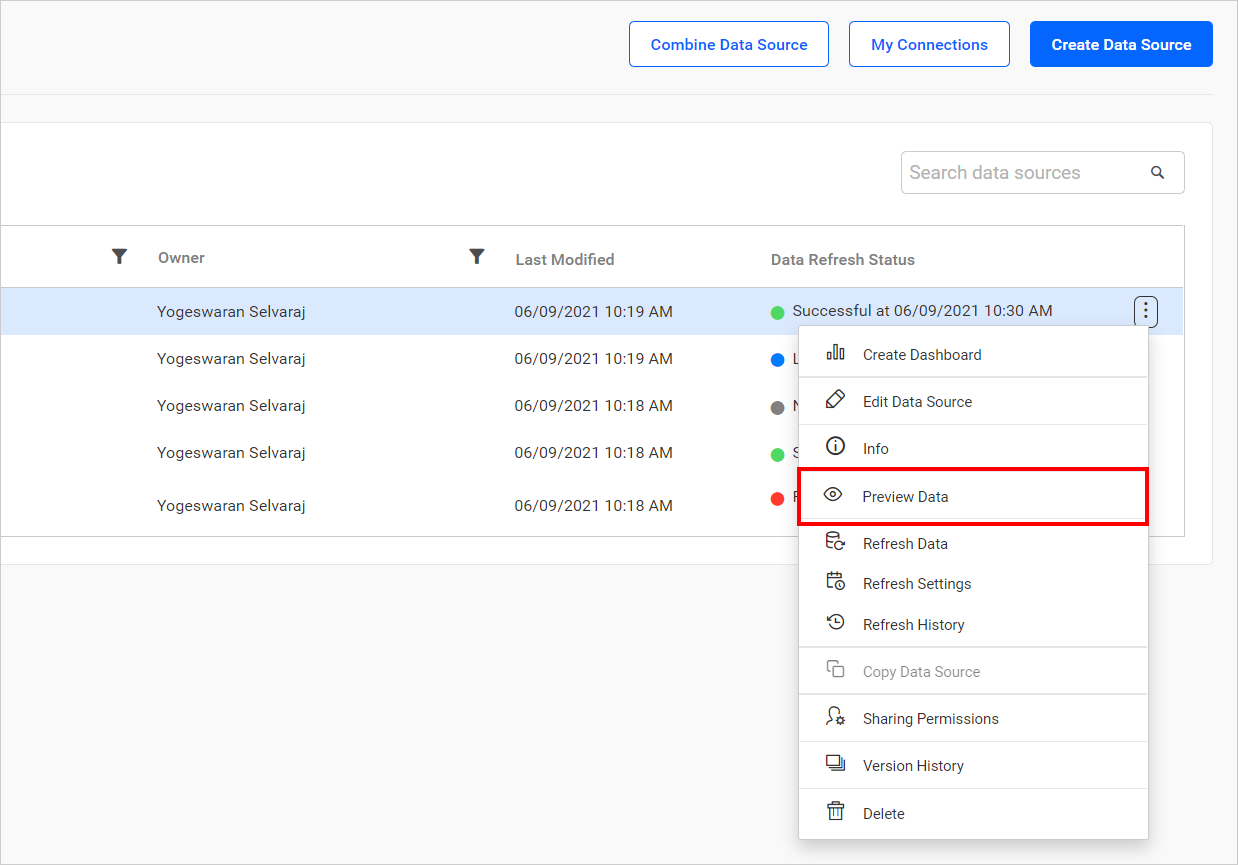 Combine Data Source
My Connections
Create Data Source
Search data sources
Owner
Last Modified
Data Refresh Status
Yogeswaran Selvaraj 06/09/2021 10:19 AM Successful at 06/09/2021 10:30 AM
Yogeswaran Selvaraj 06/09/2021 10:19 AM
Yogeswaran Selvaraj 06/09/2021 10:18 AM
Yogeswaran Selvaraj 06/09/2021 10:18 AM
Yogeswaran Selvaraj 06/09/2021 10:18 AM
Create Dashboard
Edit Data Source
Info
Preview Data
Refresh Data
Refresh Settings
Refresh History
Copy Data Source
Sharing Permissions
Version History
Delete